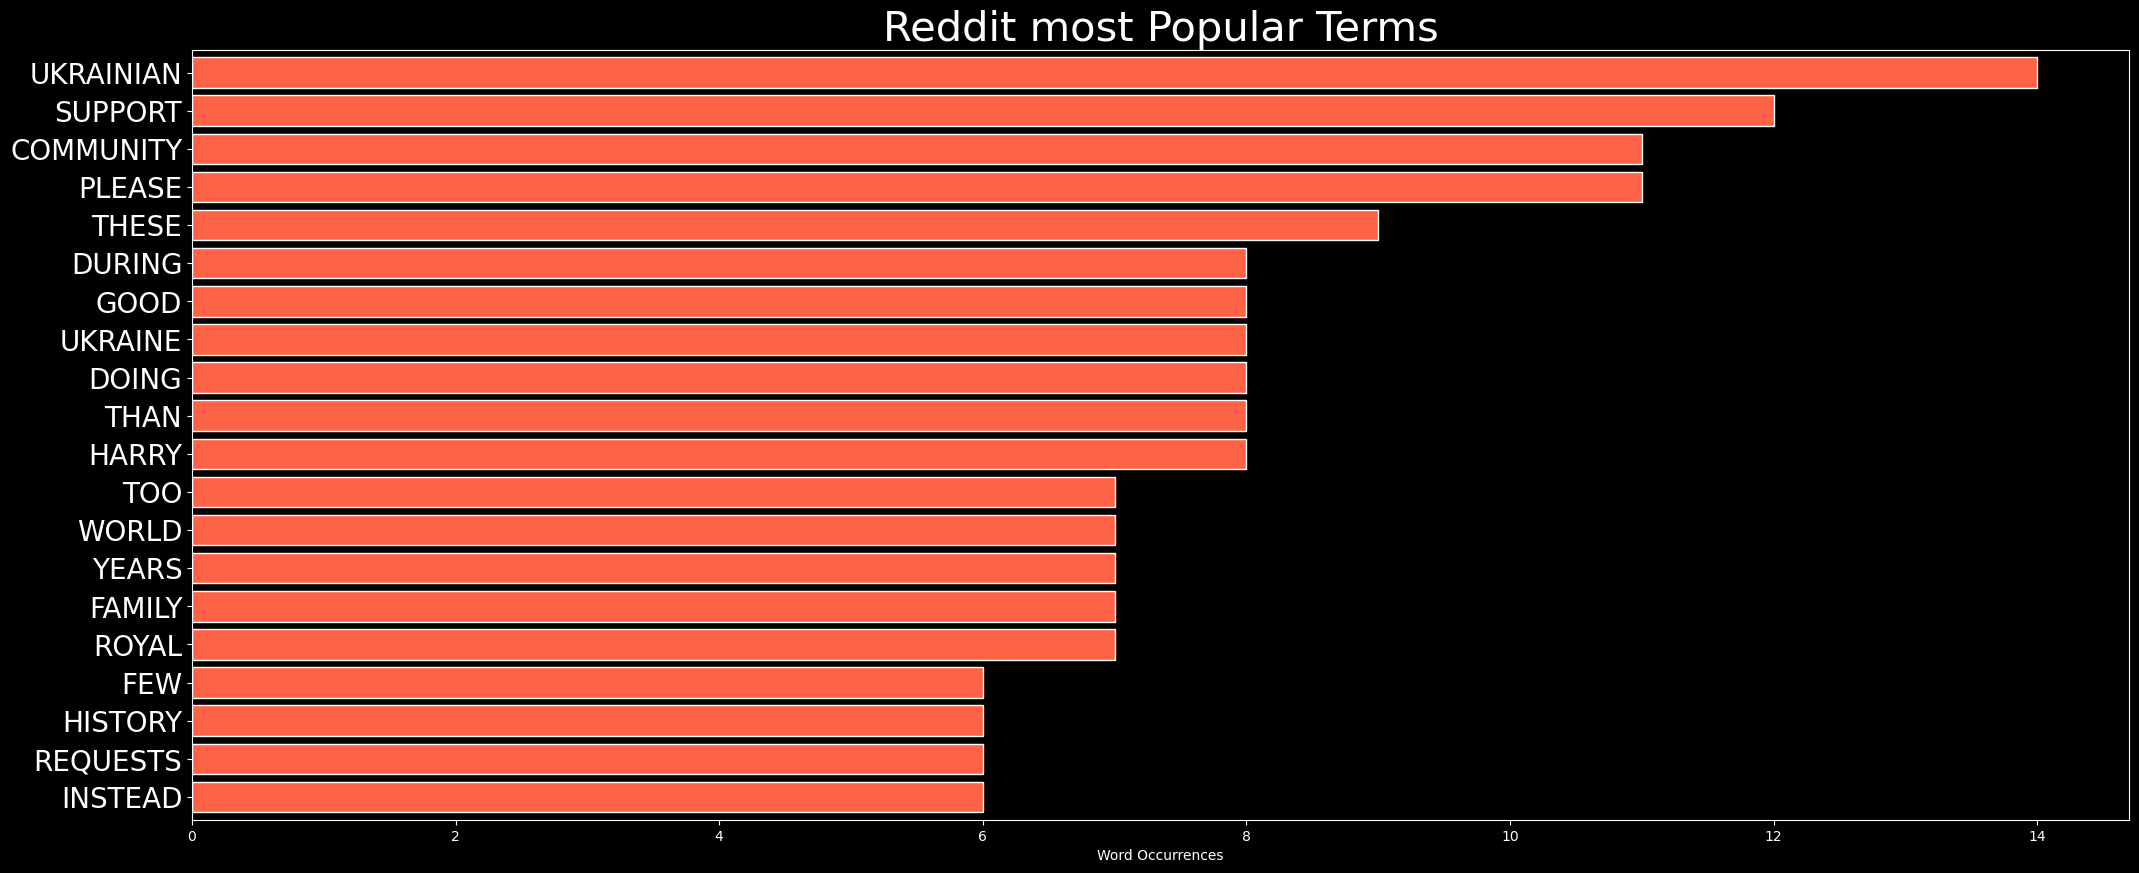 Reddit most Popular Terms
UKRAINIAN
SUPPORT
COMMUNITY
PLEASE
THESE
DURING
GOOD
UKRAINE
DOING
THAN
HARRY
TOO
WORLD
YEARS
FAMILY
ROYAL
FEW
HISTORY
REQUESTS
INSTEAD
0 2 4 6 8 10 12 14
Word Occurrences